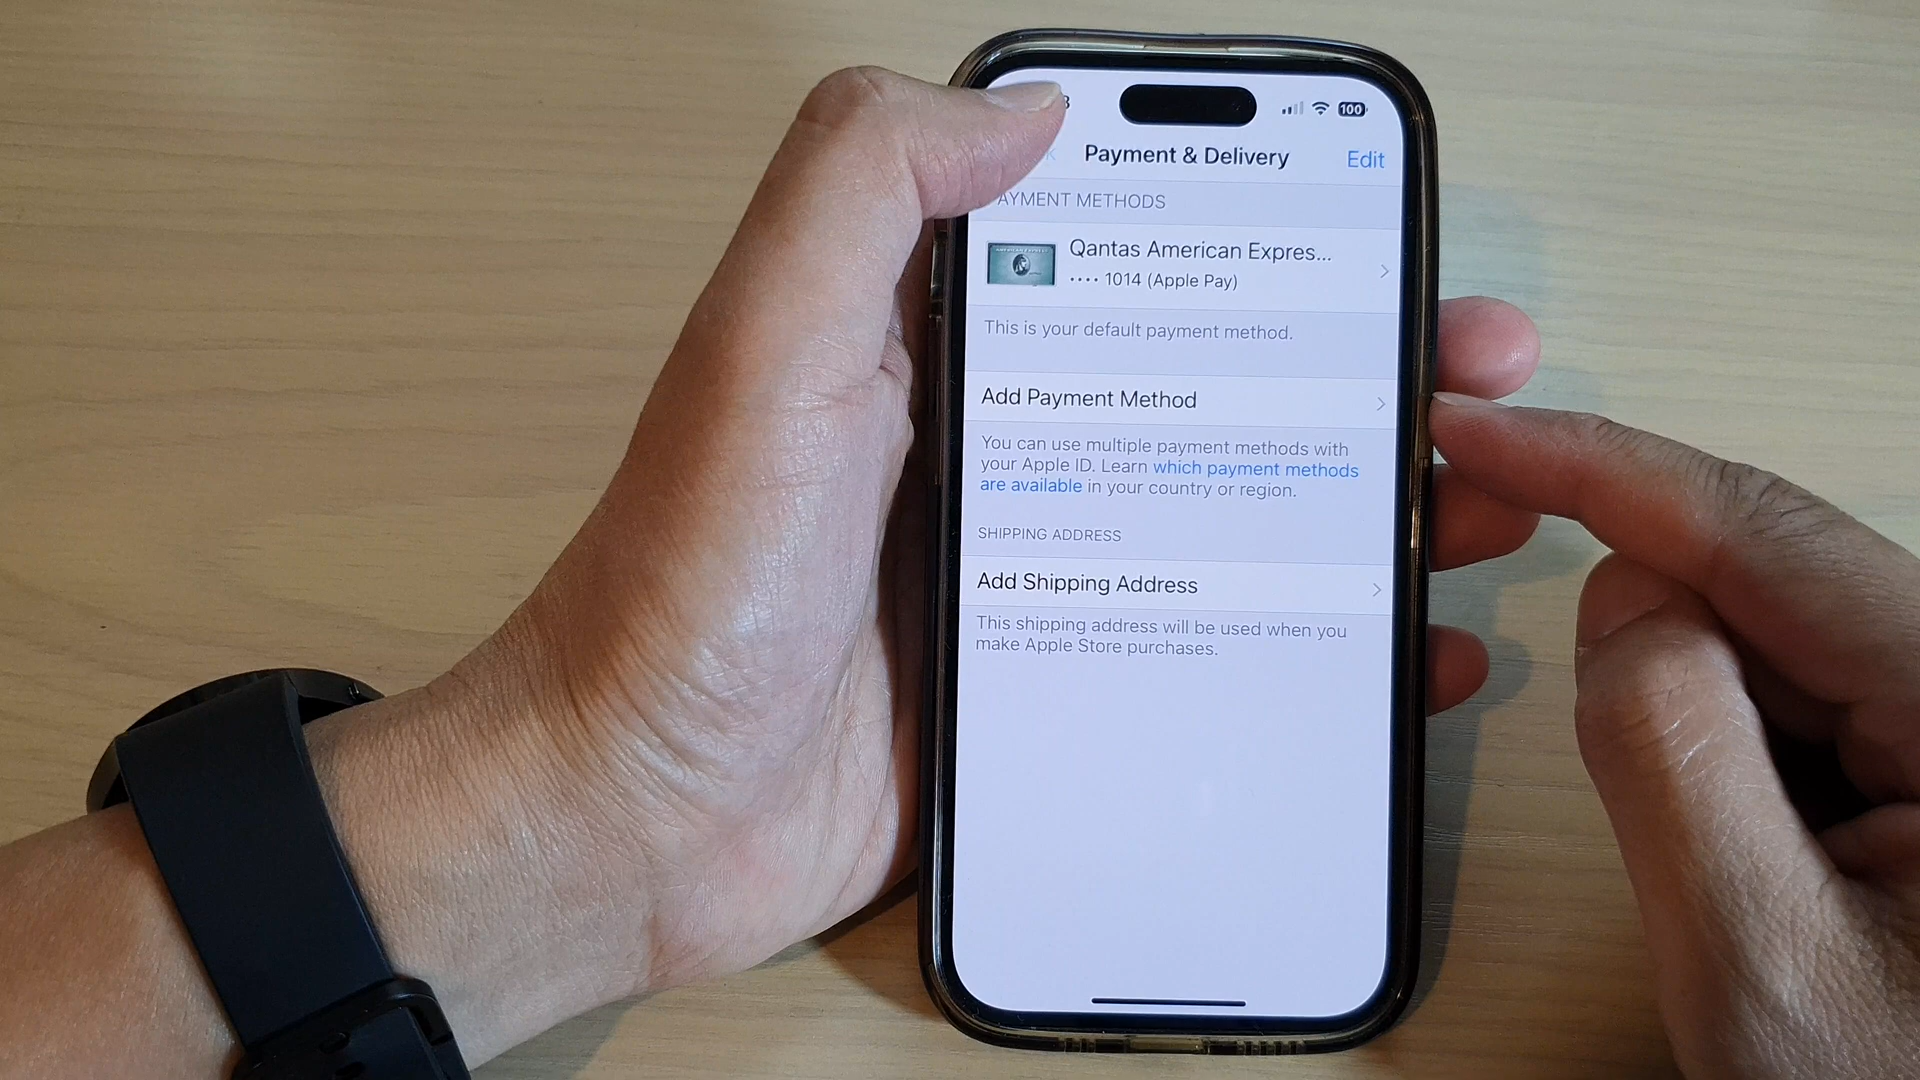 100
Payment & Delivery
Edit
AYMENT METHODS
Qantas American Expres...
•••• 1014 (Apple Pay)
This is your default payment method.
Add Payment Method
You can use multiple payment methods with
your Apple ID. Learn which payment methods
are available in your country or region.
SHIPPING ADDRESS
Add Shipping Address
This shipping address will be used when you
make Apple Store purchases.